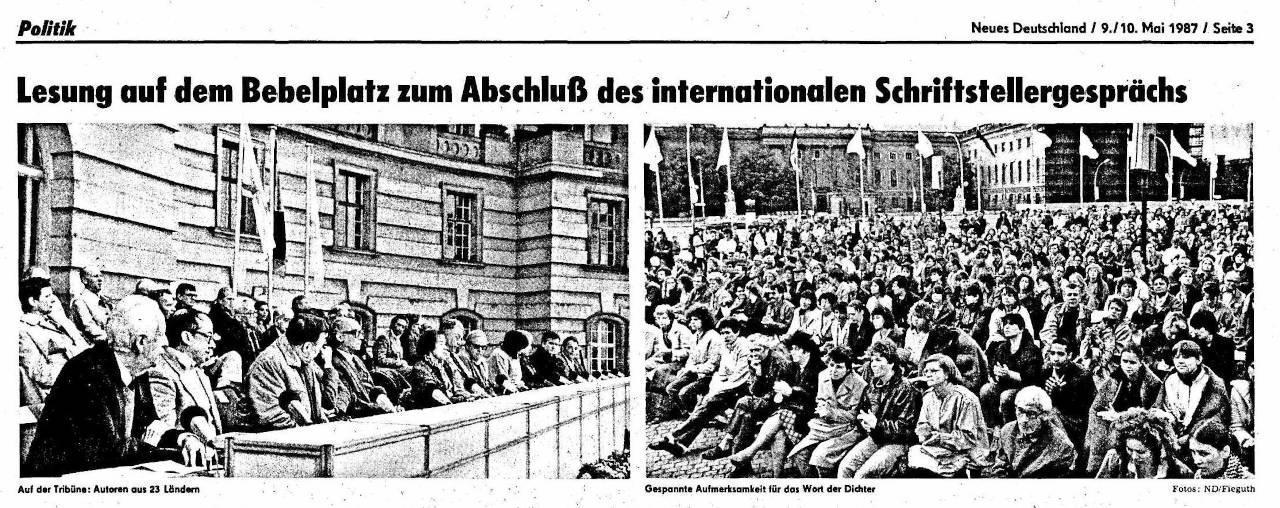 Politik
Neues Deutschland / 9./10. Mai 1987 / Seite 3
Lesung auf dem Bebelplatz zum Abschluß des internationalen Schriftstellergesprächs
Auf der Tribüne: Autoren aus 23 Ländern
Gespannte Aufmerksamkeit für das Wort der Dichter
Fotos: ND/Fieguth